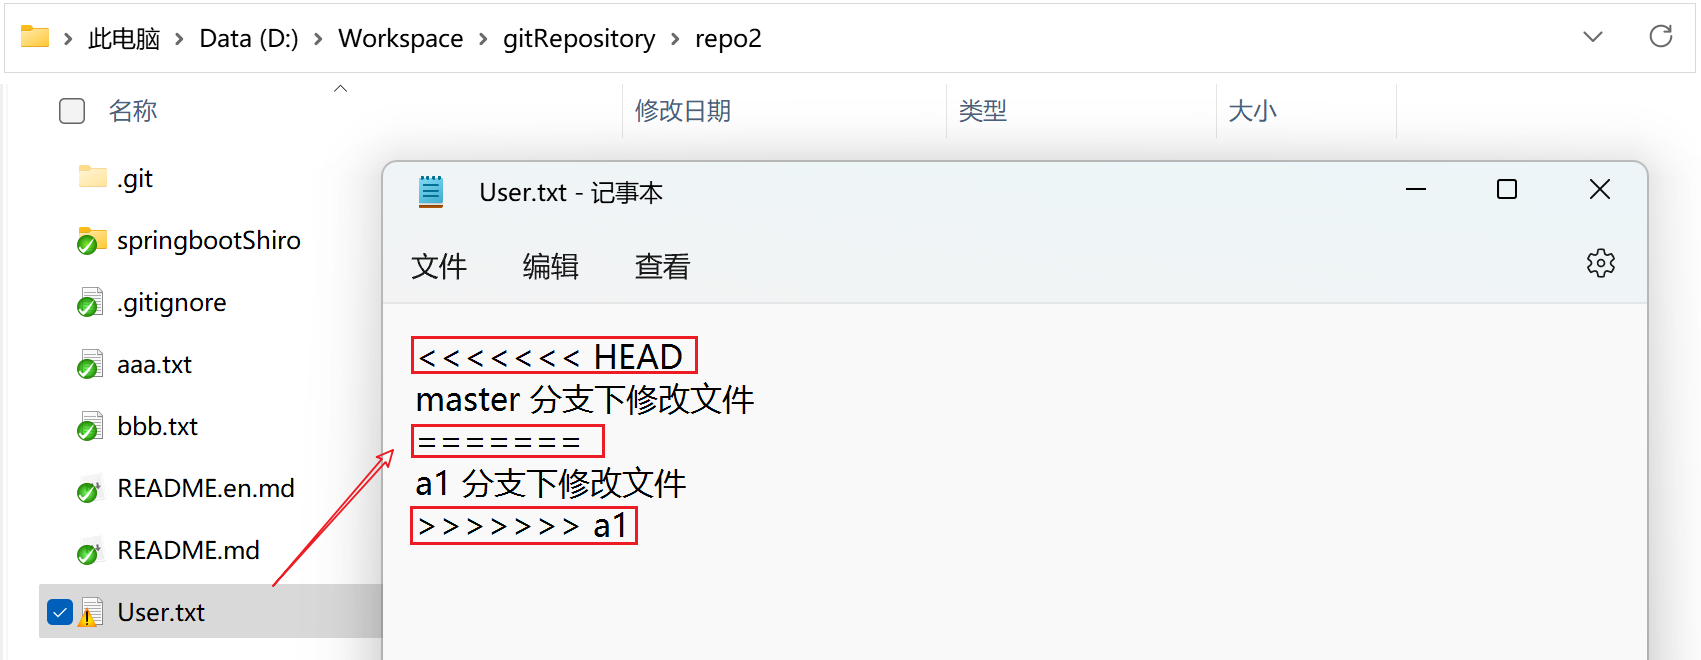 此电脑 > Data (D:) > Workspace > gitRepository > repo2
名称 修改日期 类型 大小
.git
springbootShiro
.gitignore
aaa.txt
bbb.txt
README.en.md
README.md
User.txt
User.txt - 记事本
文件 编辑 查看
<<<<<<< HEAD
master 分支下修改文件
=======
a1 分支下修改文件
>>>>>>> a1